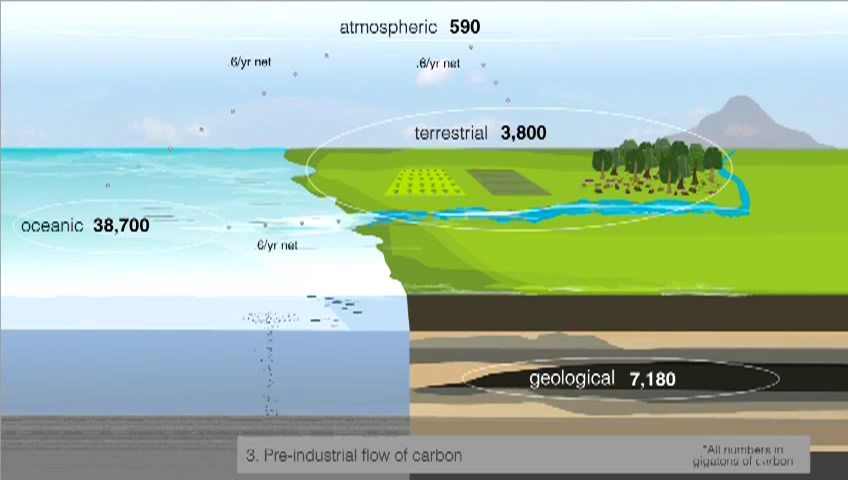 atmospheric 590
.6/yr net
.6/yr net
terrestrial 3,800
oceanic 38,700
6/yr net
geological 7,180
3. Pre-industrial flow of carbon
*All numbers in
gigatons of carbon